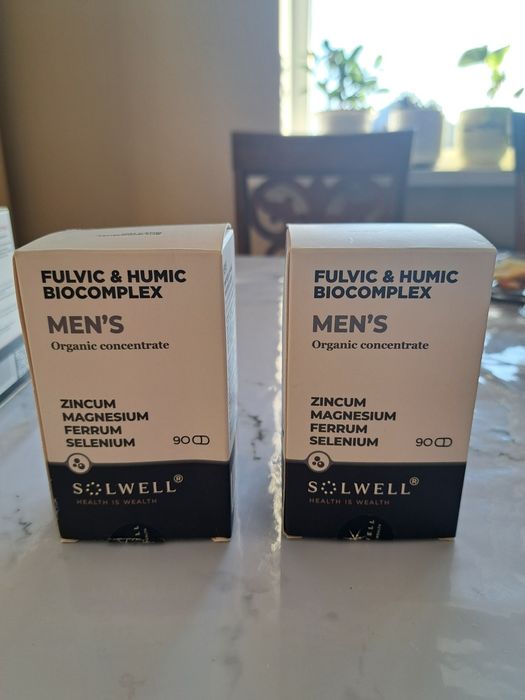 FULVIC & HUMIC
BIOCOMPLEX
MEN'S
Organic concentrate
ZINCUM
MAGNESIUM
FERRUM
SELENIUM
90
SOLWELL®
HEALTH IS WEALTH
FULVIC & HUMIC
BIOCOMPLEX
MEN'S
Organic concentrate
ZINCUM
MAGNESIUM
FERRUM
SELENIUM
90
SOLWELL®
HEALTH IS WEALTH